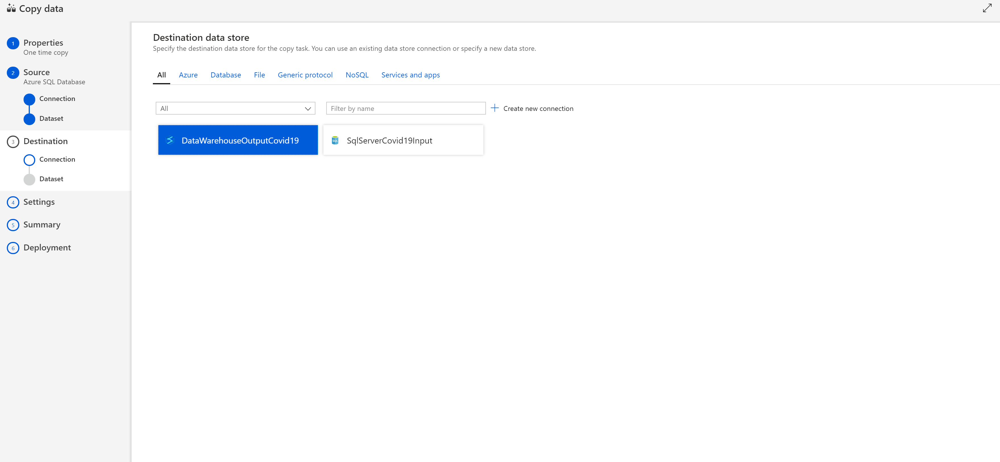 Copy data
1
Properties
One time copy
2
Source
Azure SQL Database
Connection
Dataset
3
Destination
Connection
Dataset
4
Settings
5
Summary
6
Deployment
Destination data store
Specify the destination data store for the copy task. You can use an existing data store connection or specify a new data store.
All Azure Database File Generic protocol NoSQL Services and apps
All Filter by name Create new connection
DataWarehouseOutputCovid19 SQL SqlServerCovid19Input